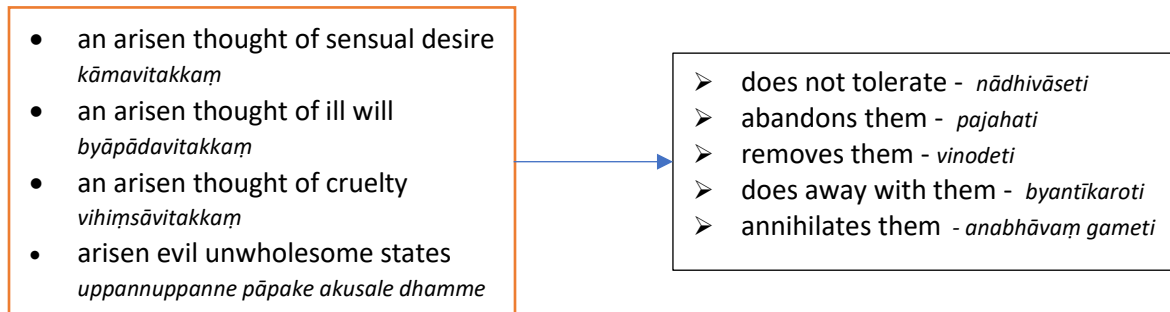 • an arisen thought of sensual desire
kāmavitakkaṃ
• an arisen thought of ill will
byāpādavitakkaṃ
• an arisen thought of cruelty
vihiṃsāvitakkaṃ
• arisen evil unwholesome states
uppannuppanne pāpake akusale dhamme
➢ does not tolerate - nādhivāseti
➢ abandons them - pajahati
➢ removes them - vinodeti
➢ does away with them - byantīkaroti
➢ annihilates them - anabhāvaṃ gameti